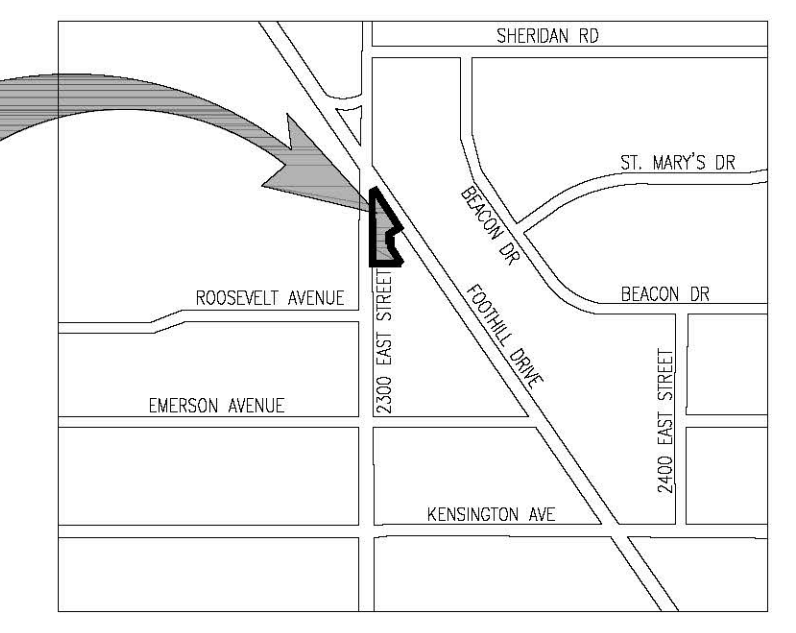 SHERIDAN RD
ST. MARY'S DR
BEACON DR
ROOSEVELT AVENUE
BEACON DR
FOOTHILL DRIVE
2300 EAST STREET
EMERSON AVENUE
2400 EAST STREET
KENSINGTON AVE